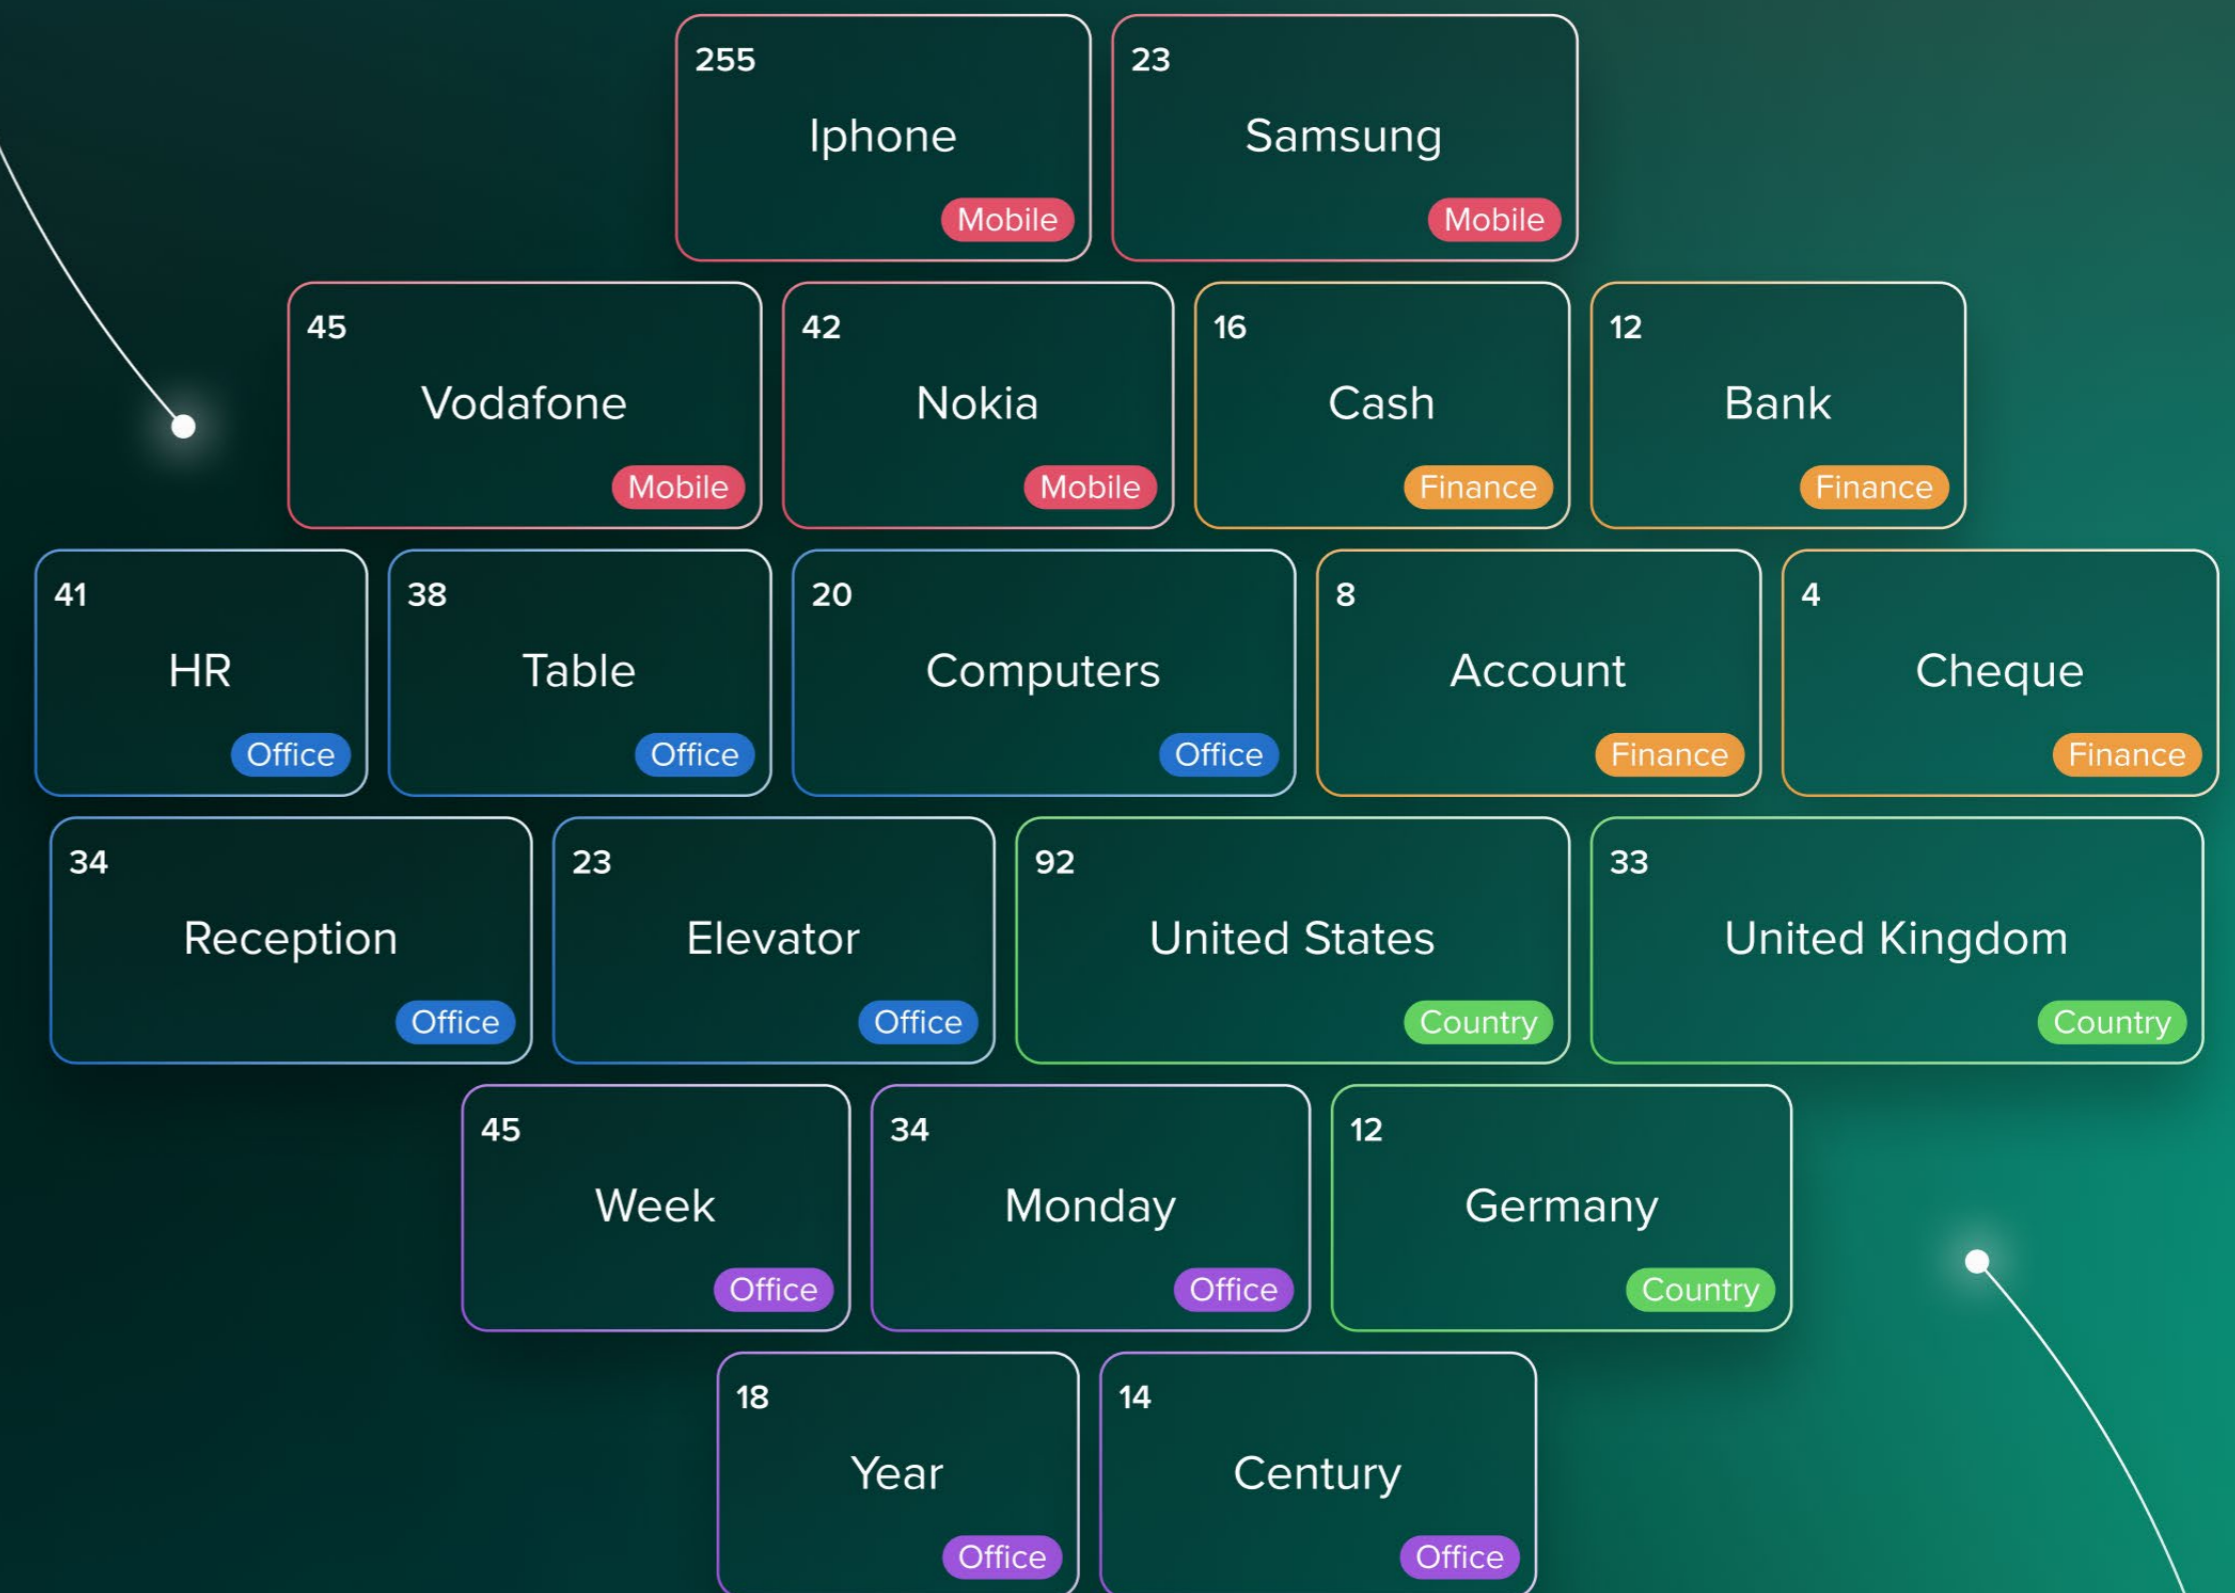 255
Iphone
Mobile
23
Samsung
Mobile
45
Vodafone
Mobile
42
Nokia
Mobile
16
Cash
Finance
12
Bank
Finance
41
HR
Office
38
Table
Office
20
Computers
Office
8
Account
Finance
4
Cheque
Finance
34
Reception
Office
23
Elevator
Office
92
United States
Country
33
United Kingdom
Country
45
Week
Office
34
Monday
Office
12
Germany
Country
18
Year
Office
14
Century
Office